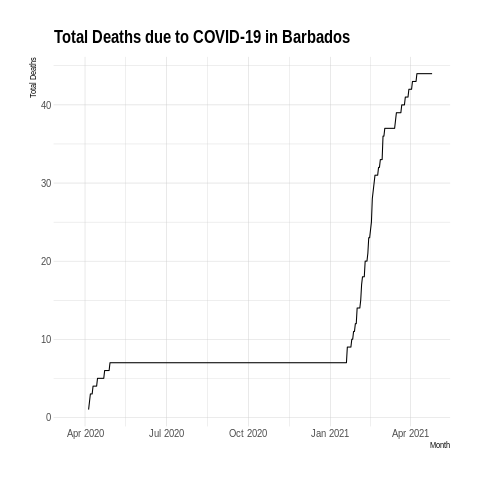 Total Deaths due to COVID-19 in Barbados
Total Deaths
40
30
20
10
0
Apr 2020 Jul 2020 Oct 2020 Jan 2021 Apr 2021
Month